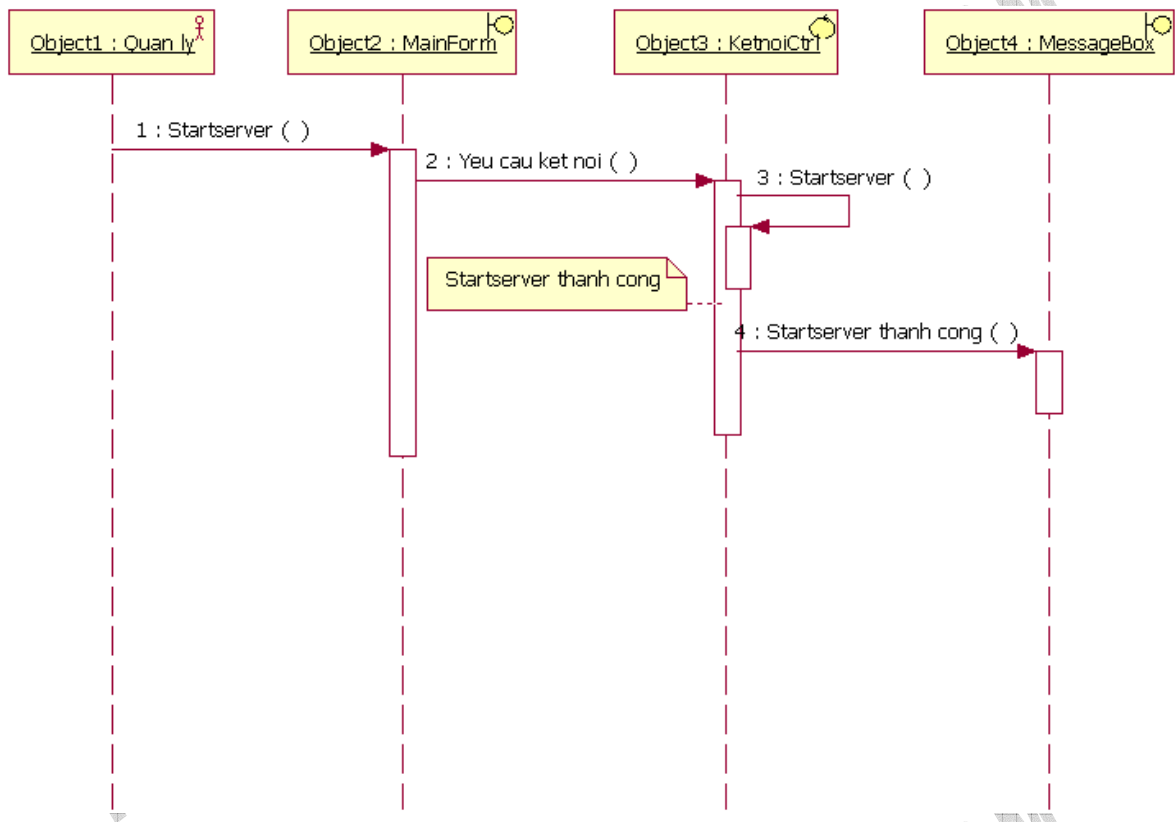 Object1 : Quan ly
Object2 : MainForm
Object3 : KetnoiCtrl
Object4 : MessageBox
1 : Startserver ( )
2 : Yeu cau ket noi ( )
3 : Startserver ( )
Startserver thanh cong
4 : Startserver thanh cong ( )